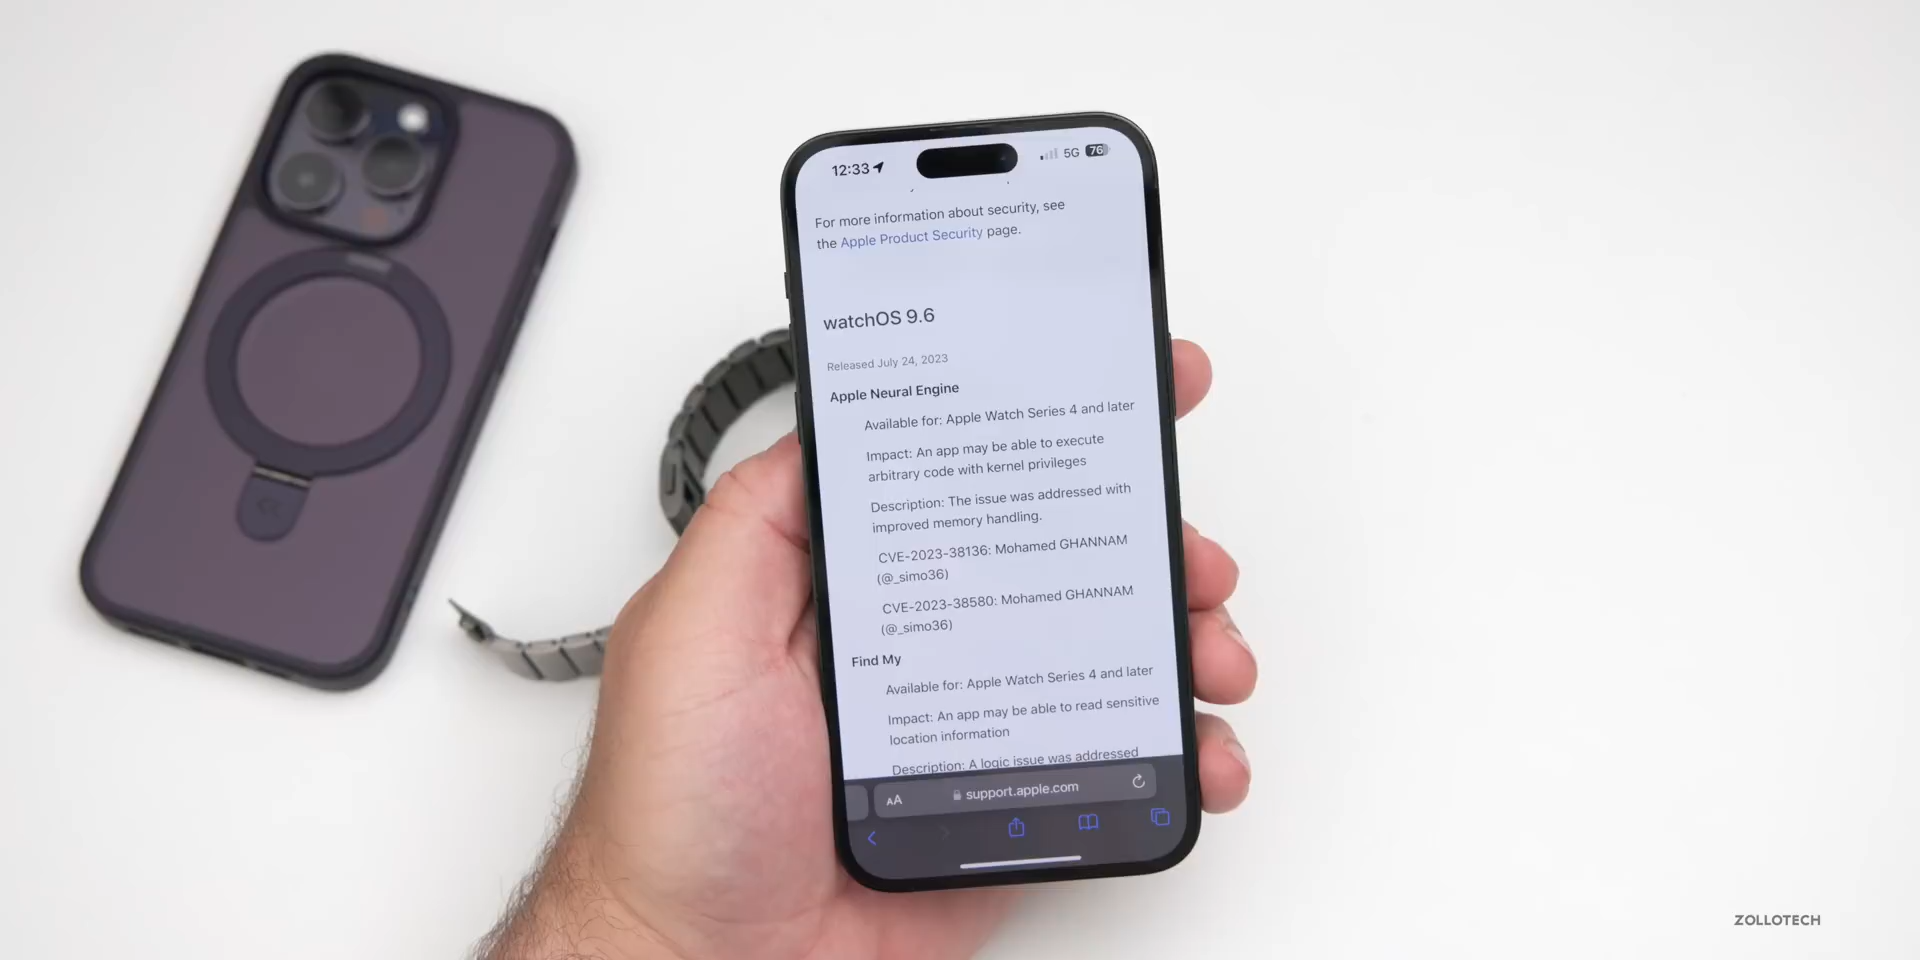 12:33
5G 76
For more information about security, see
the Apple Product Security page.
watchOS 9.6
Released July 24, 2023
Apple Neural Engine
Available for: Apple Watch Series 4 and later
Impact: An app may be able to execute
arbitrary code with kernel privileges
Description: The issue was addressed with
improved memory handling.
CVE-2023-38136: Mohamed GHANNAM
(@_simo36)
CVE-2023-38580: Mohamed GHANNAM
(@_simo36)
Find My
Available for: Apple Watch Series 4 and later
Impact: An app may be able to read sensitive
location information
Description: A logic issue was addressed
AA support.apple.com
ZOLLOTECH